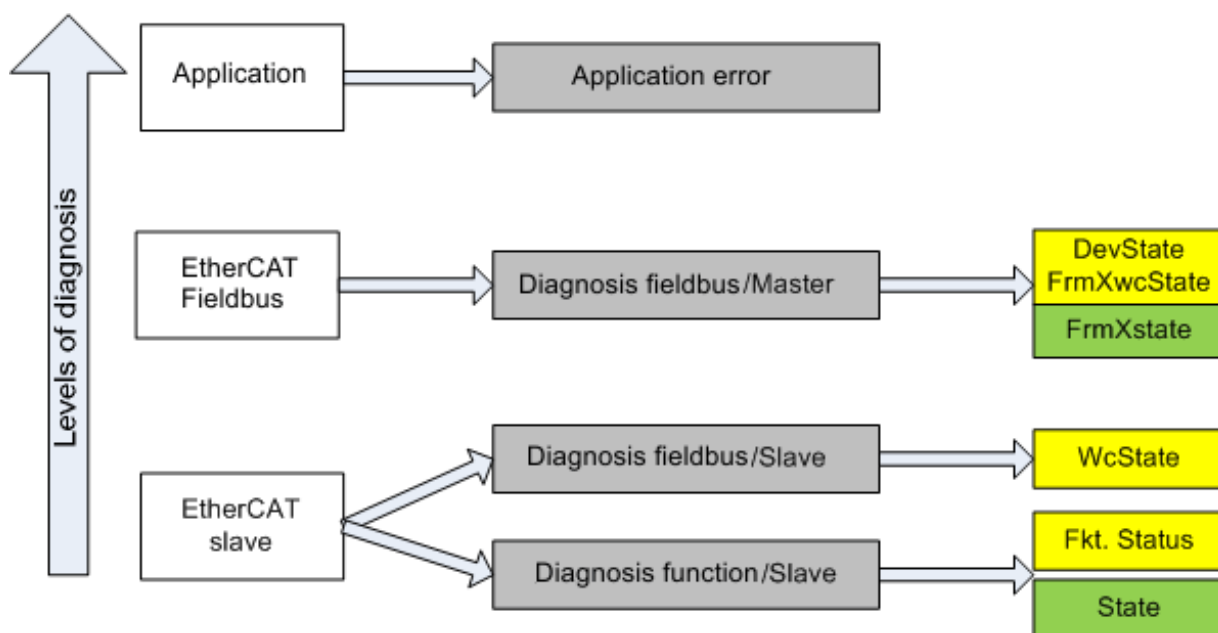 Levels of diagnosis
Application
Application error
EtherCAT
Fieldbus
Diagnosis fieldbus/Master
DevState
FrmXwcState
FrmXstate
EtherCAT
slave
Diagnosis fieldbus/Slave
WcState
Diagnosis function/Slave
Fkt. Status
State